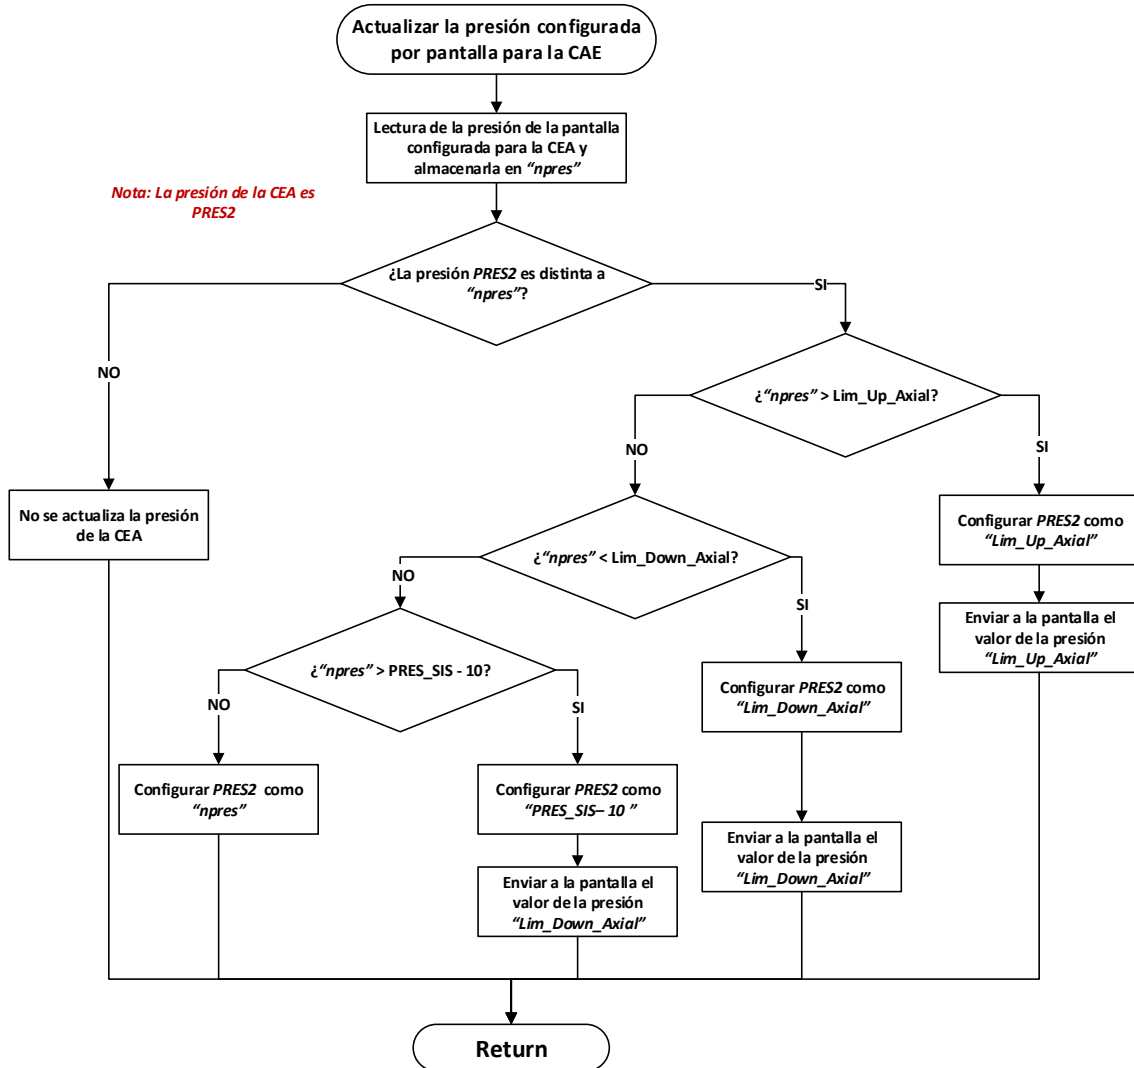 Actualizar la presión configurada
por pantalla para la CAE
Lectura de la presión de la pantalla
configurada para la CEA y
almacenarla en “npres”
Nota: La presión de la CEA es
PRES2
¿La presión PRES2 es distinta a
“npres”?
SI
NO
¿“npres” > Lim_Up_Axial?
NO
SI
No se actualiza la presión
de la CEA
Configurar PRES2 como
“Lim_Up_Axial”
¿“npres” < Lim_Down_Axial?
NO
SI
Enviar a la pantalla el
valor de la presión
“Lim_Up_Axial”
¿“npres” > PRES_SIS - 10?
NO
SI
Configurar PRES2 como
“Lim_Down_Axial”
Configurar PRES2 como
“npres”
Configurar PRES2 como
“PRES_SIS– 10 ”
Enviar a la pantalla el
valor de la presión
“Lim_Down_Axial”
Enviar a la pantalla el
valor de la presión
“Lim_Down_Axial”
Return